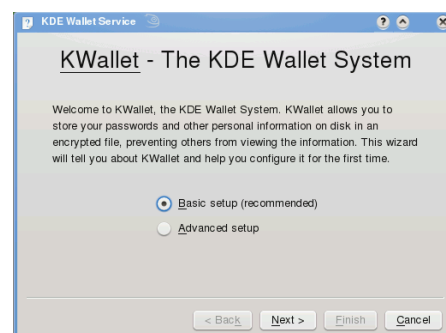 KDE Wallet Service
KWallet - The KDE Wallet System
Welcome to KWallet, the KDE Wallet System. KWallet allows you to
store your passwords and other personal information on disk in an
encrypted file, preventing others from viewing the information. This wizard
will tell you about KWallet and help you configure it for the first time.
Basic setup (recommended)
Advanced setup
< Back Next > Finish Cancel